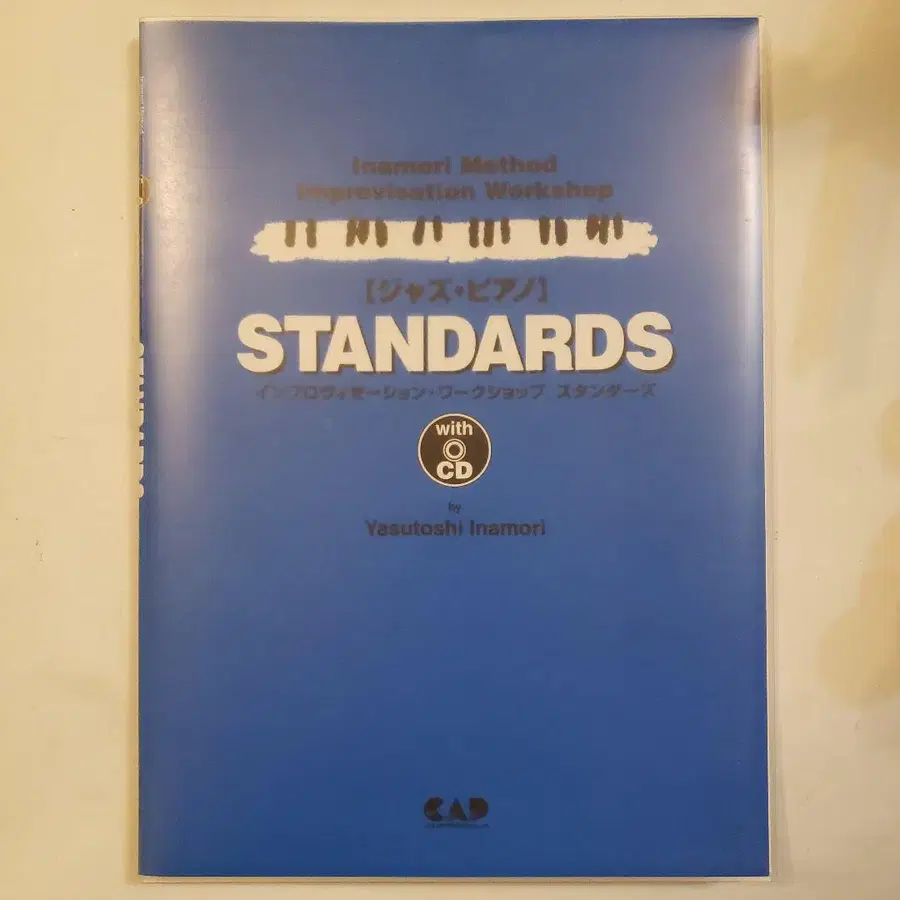 Inamori Method
Improvisation Workshop
[ジャズ・ピアノ]
STANDARDS
インプロヴィゼーション・ワークショップ スタンダーズ
with
CD
by
Yasutoshi Inamori
CAD